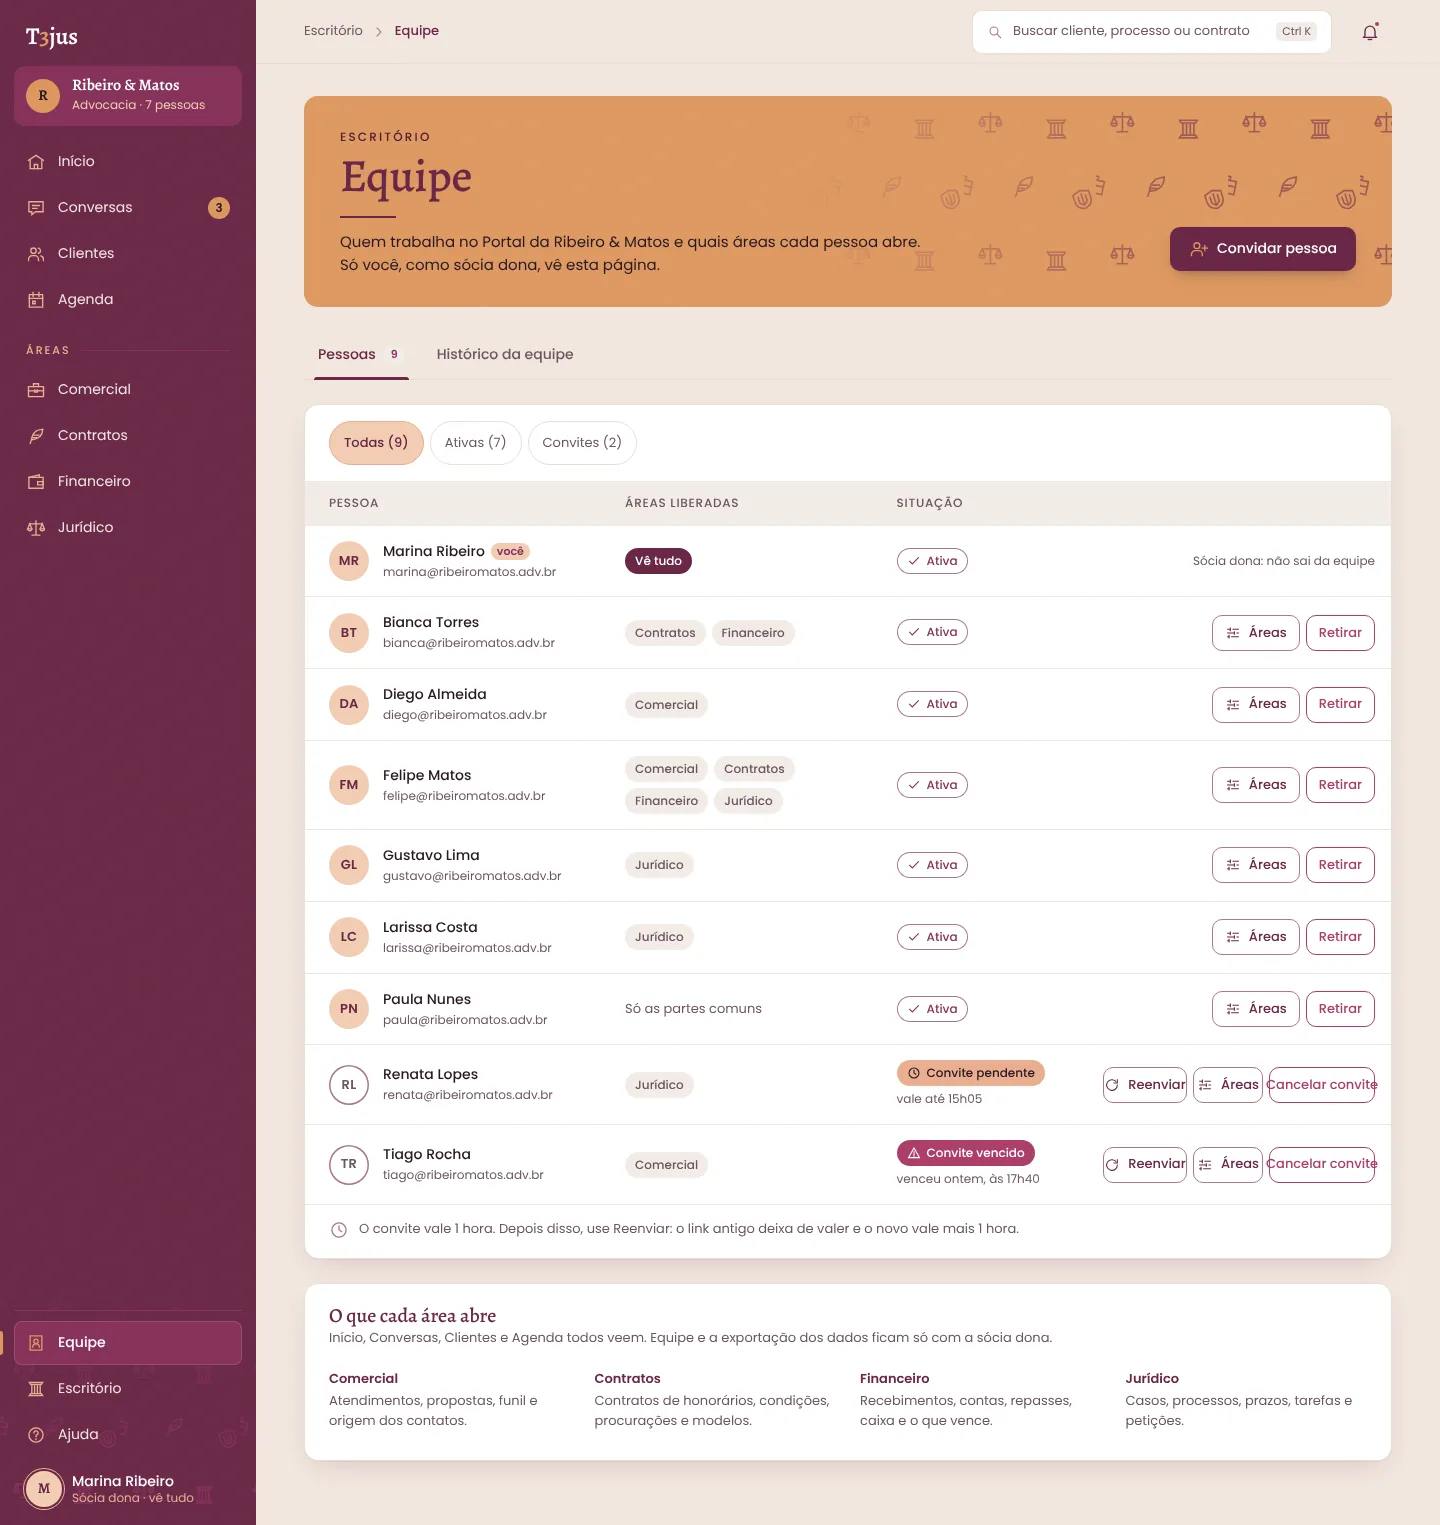 T3jus
Ribeiro & Matos
Advocacia · 7 pessoas
Início
Conversas
3
Clientes
Agenda
ÁREAS
Comercial
Contratos
Financeiro
Jurídico
Equipe
Escritório
Ajuda
M
Marina Ribeiro
Sócia dona · vê tudo
R
Escritório > Equipe
Buscar cliente, processo ou contrato
Ctrl K
ESCRITÓRIO
Equipe
Quem trabalha no Portal da Ribeiro & Matos e quais áreas cada pessoa abre.
Só você, como sócia dona, vê esta página.
Convidar pessoa
Pessoas 9
Histórico da equipe
Todas (9)
Ativas (7)
Convites (2)
PESSOA
ÁREAS LIBERADAS
SITUAÇÃO
MR
Marina Ribeiro você
marina@ribeiromatos.adv.br
Vê tudo
Ativa
Sócia dona: não sai da equipe
BT
Bianca Torres
bianca@ribeiromatos.adv.br
Contratos
Financeiro
Ativa
Áreas
Retirar
DA
Diego Almeida
diego@ribeiromatos.adv.br
Comercial
Ativa
Áreas
Retirar
FM
Felipe Matos
felipe@ribeiromatos.adv.br
Comercial
Contratos
Financeiro
Jurídico
Ativa
Áreas
Retirar
GL
Gustavo Lima
gustavo@ribeiromatos.adv.br
Jurídico
Ativa
Áreas
Retirar
LC
Larissa Costa
larissa@ribeiromatos.adv.br
Jurídico
Ativa
Áreas
Retirar
PN
Paula Nunes
paula@ribeiromatos.adv.br
Só as partes comuns
Ativa
Áreas
Retirar
RL
Renata Lopes
renata@ribeiromatos.adv.br
Jurídico
Convite pendente
vale até 15h05
Reenviar
Áreas
Cancelar convite
TR
Tiago Rocha
tiago@ribeiromatos.adv.br
Comercial
Convite vencido
venceu ontem, às 17h40
Reenviar
Áreas
Cancelar convite
O convite vale 1 hora. Depois disso, use Reenviar: o link antigo deixa de valer e o novo vale mais 1 hora.
O que cada área abre
Início, Conversas, Clientes e Agenda todos veem. Equipe e a exportação dos dados ficam só com a sócia dona.
Comercial
Atendimentos, propostas, funil e
origem dos contatos.
Contratos
Contratos de honorários, condições,
procurações e modelos.
Financeiro
Recebimentos, contas, repasses,
caixa e o que vence.
Jurídico
Casos, processos, prazos, tarefas e
petições.